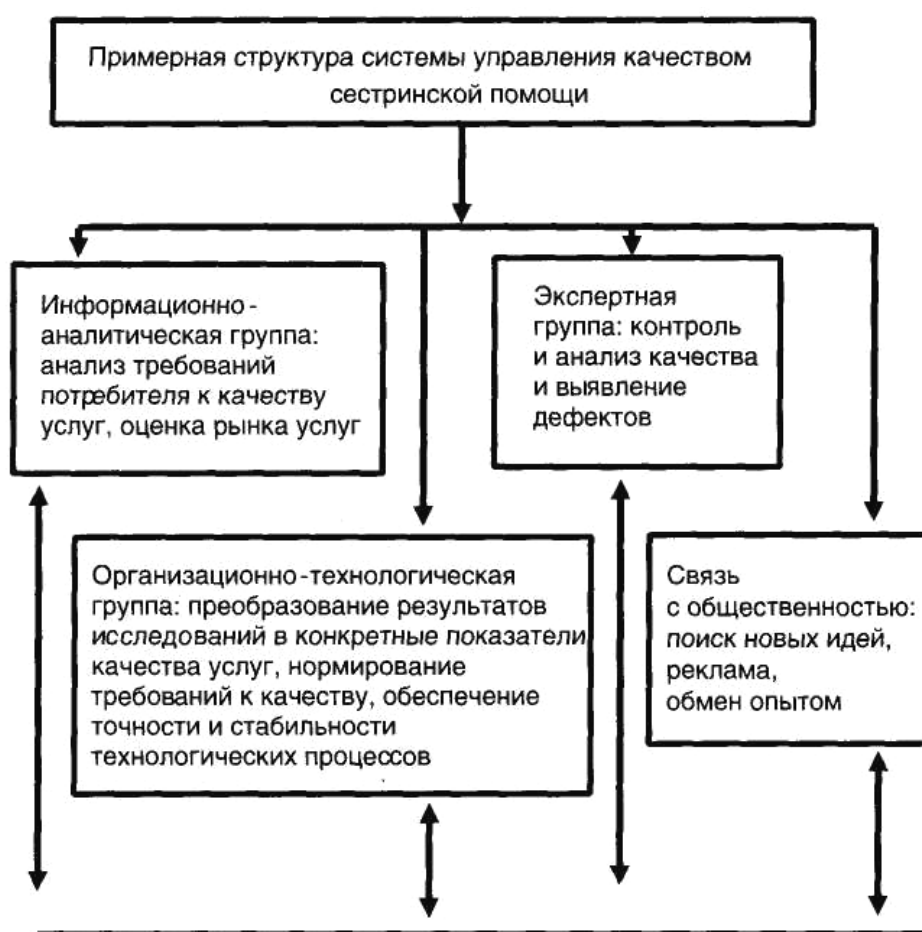 Примерная структура системы управления качеством
сестринской помощи
Информационно-
аналитическая группа:
анализ требований
потребителя к качеству
услуг, оценка рынка услуг
Экспертная
группа: контроль
и анализ качества
и выявление
дефектов
Организационно-технологическая
группа: преобразование результатов
исследований в конкретные показатели
качества услуг, нормирование
требований к качеству, обеспечение
точности и стабильности
технологических процессов
Связь
с общественностью:
поиск новых идей,
реклама,
обмен опытом